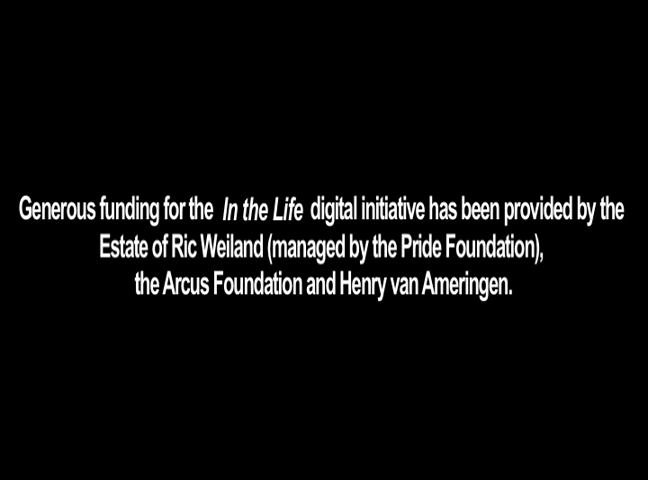 Generous funding for the In the Life digital initiative has been provided by the
Estate of Ric Weiland (managed by the Pride Foundation),
the Arcus Foundation and Henry van Ameringen.